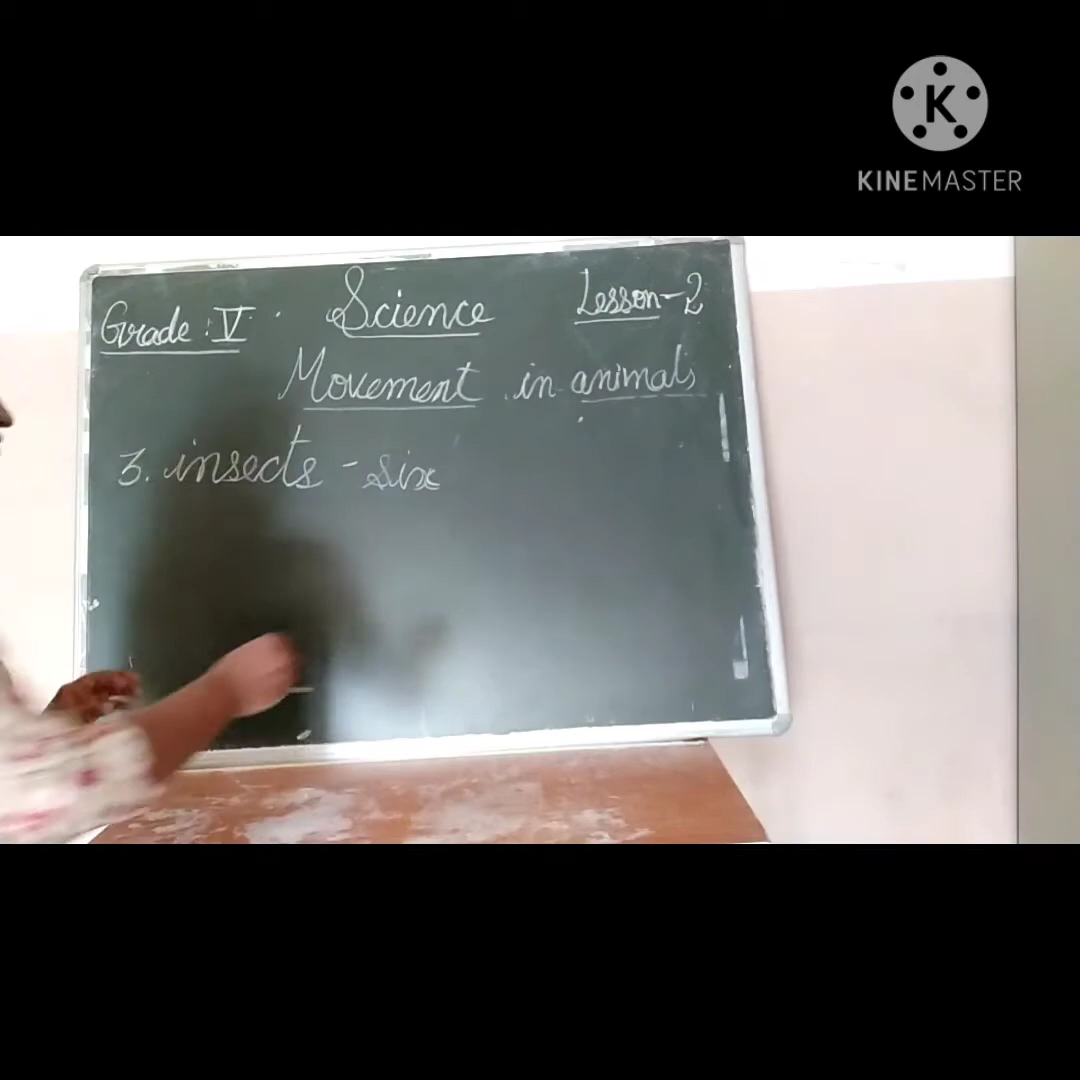 K
KINEMASTER
Grade : V Science Lesson-2
Movement in animals
3. insects - six